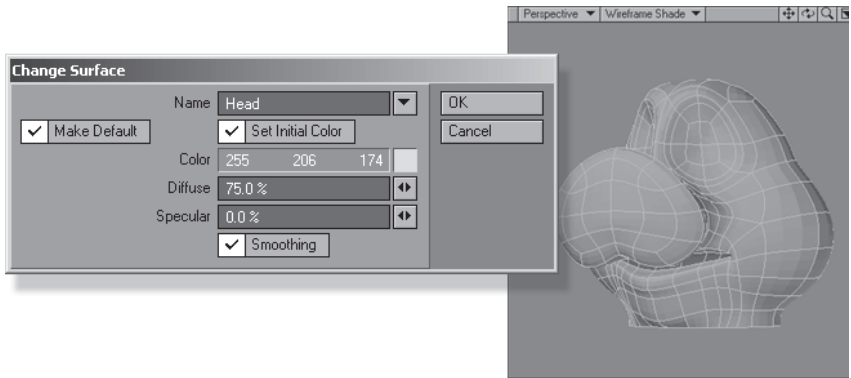 Perspective Wireframe Shade
Change Surface
Name Head OK
Make Default Set Initial Color Cancel
Color 255 206 174
Diffuse 75.0 %
Specular 0.0 %
Smoothing